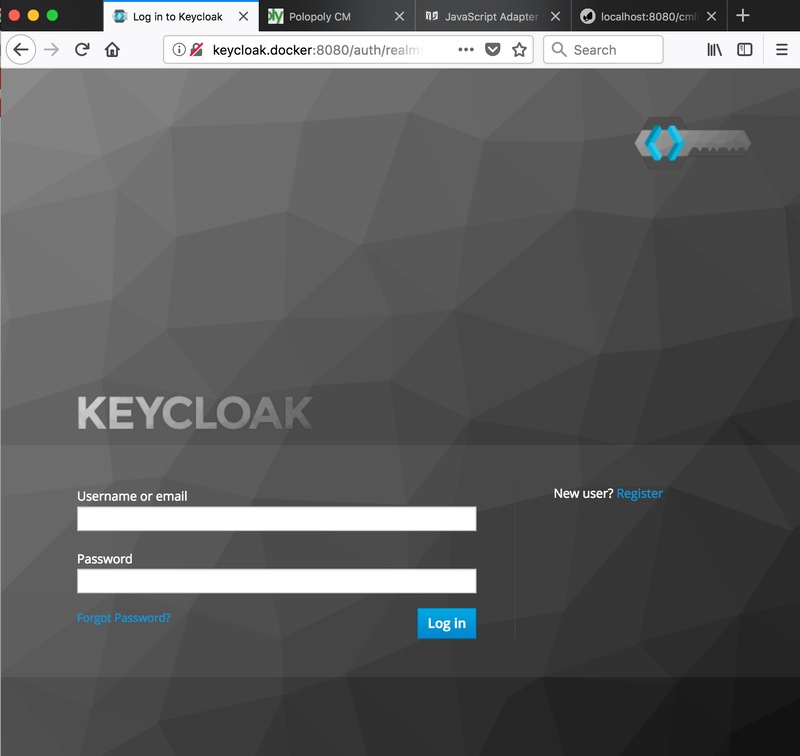 Log in to Keycloak
Polopoly CM
JavaScript Adapter
localhost:8080/cml
keycloak.docker:8080/auth/realm
Search
KEYCLOAK
Username or email
New user? Register
Password
Forgot Password?
Log in